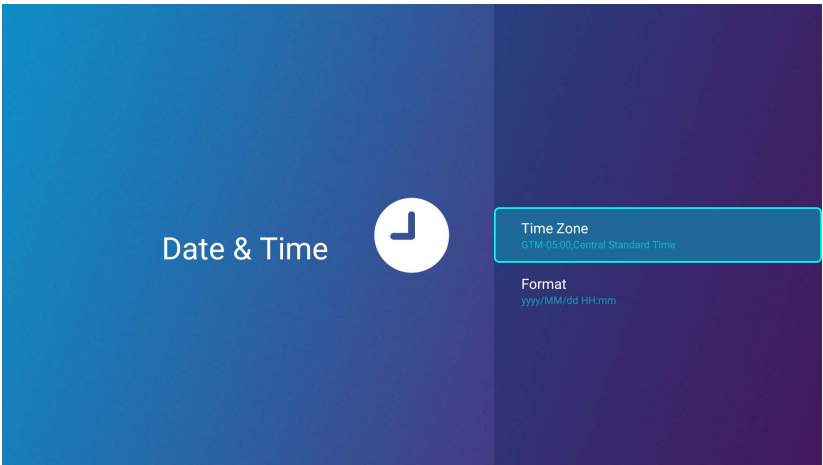 Date & Time
Time Zone
GTM-05:00,Central Standard Time
Format
yyyy/MM/dd HH:mm